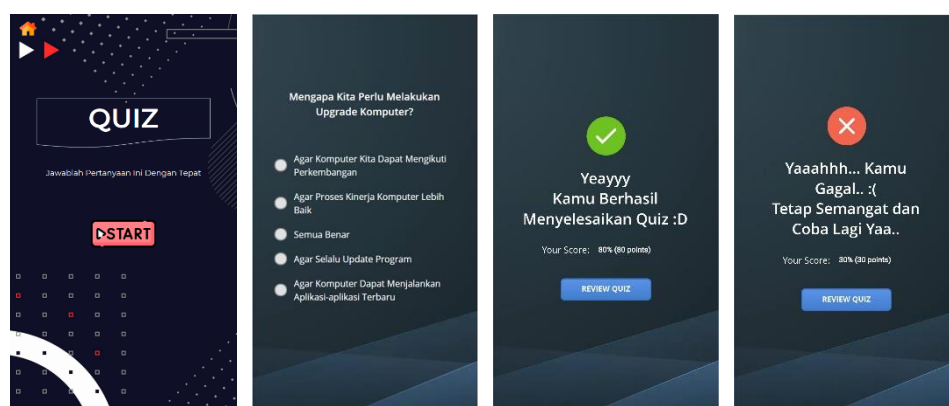 QUIZ
Jawablah Pertanyaan Ini Dengan Tepat
START
Mengapa Kita Perlu Melakukan
Upgrade Komputer?
Agar Komputer Kita Dapat Mengikuti
Perkembangan
Agar Proses Kinerja Komputer Lebih
Baik
Semua Benar
Agar Selalu Update Program
Agar Komputer Dapat Menjalankan
Aplikasi-aplikasi Terbaru
Yeayyy
Kamu Berhasil
Menyelesaikan Quiz :D
Your Score: 80% (80 points)
REVIEW QUIZ
Yaaahhh... Kamu
Gagal.. :(
Tetap Semangat dan
Coba Lagi Yaa..
Your Score: 30% (30 points)
REVIEW QUIZ